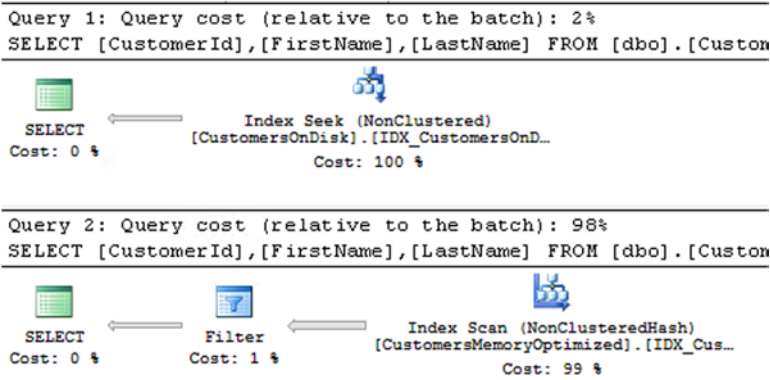 Query 1: Query cost (relative to the batch): 2%
SELECT [CustomerId],[FirstName],[LastName] FROM [dbo].[Custom
SELECT
Cost: 0 %
Index Seek (NonClustered)
[CustomersOnDisk].[IDX_CustomersOnD…
Cost: 100 %
Query 2: Query cost (relative to the batch): 98%
SELECT [CustomerId],[FirstName],[LastName] FROM [dbo].[Custom
SELECT
Cost: 0 %
Filter
Cost: 1 %
Index Scan (NonClusteredHash)
[CustomersMemoryOptimized].[IDX_Cus…
Cost: 99 %